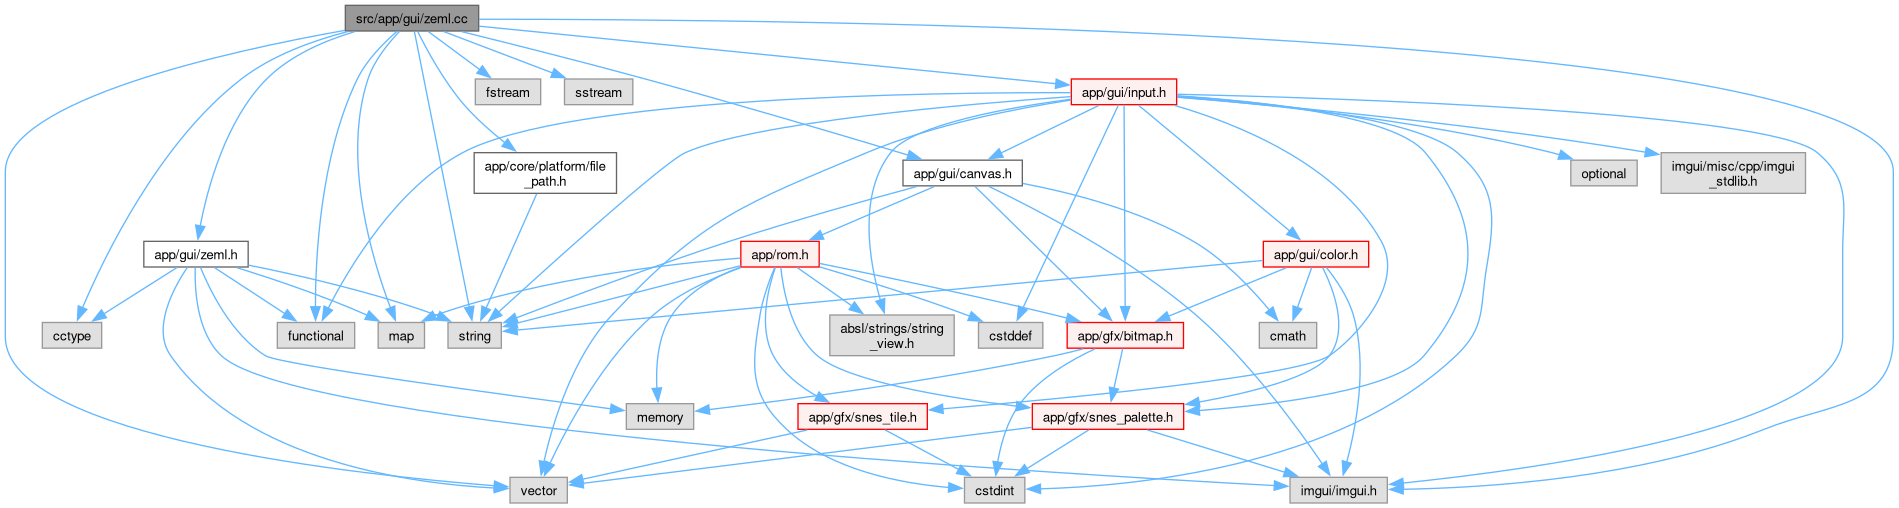 src/app/gui/zeml.cc
fstream
sstream
app/gui/input.h
app/core/platform/file
_path.h
app/gui/canvas.h
optional
imgui/misc/cpp/imgui
_stdlib.h
app/gui/zeml.h
app/rom.h
app/gui/color.h
cctype
functional
map
string
absl/strings/string
_view.h
cstddef
app/gfx/bitmap.h
cmath
memory
app/gfx/snes_tile.h
app/gfx/snes_palette.h
vector
cstdint
imgui/imgui.h